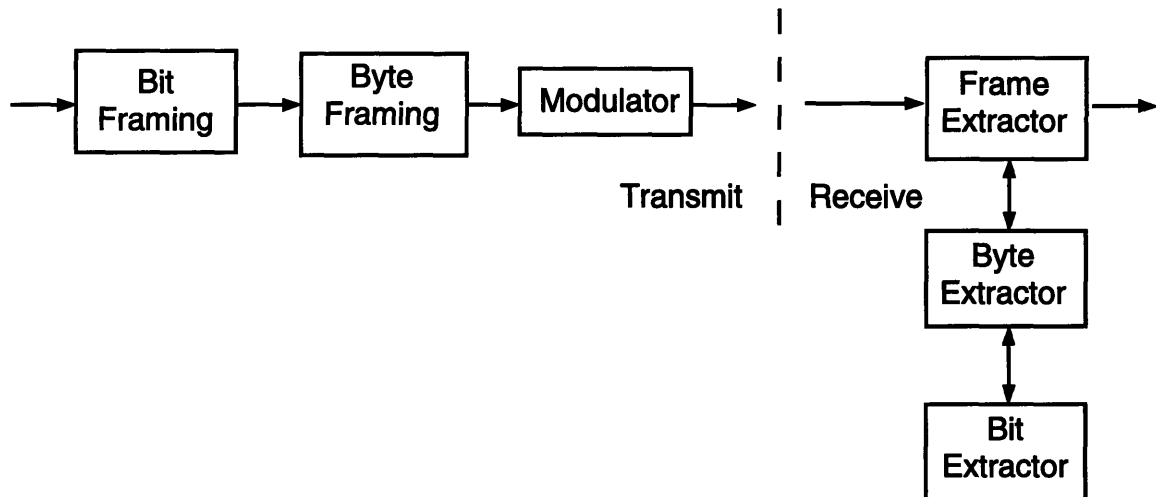 Bit
Framing
Byte
Framing
Modulator
Transmit
Receive
Frame
Extractor
Byte
Extractor
Bit
Extractor